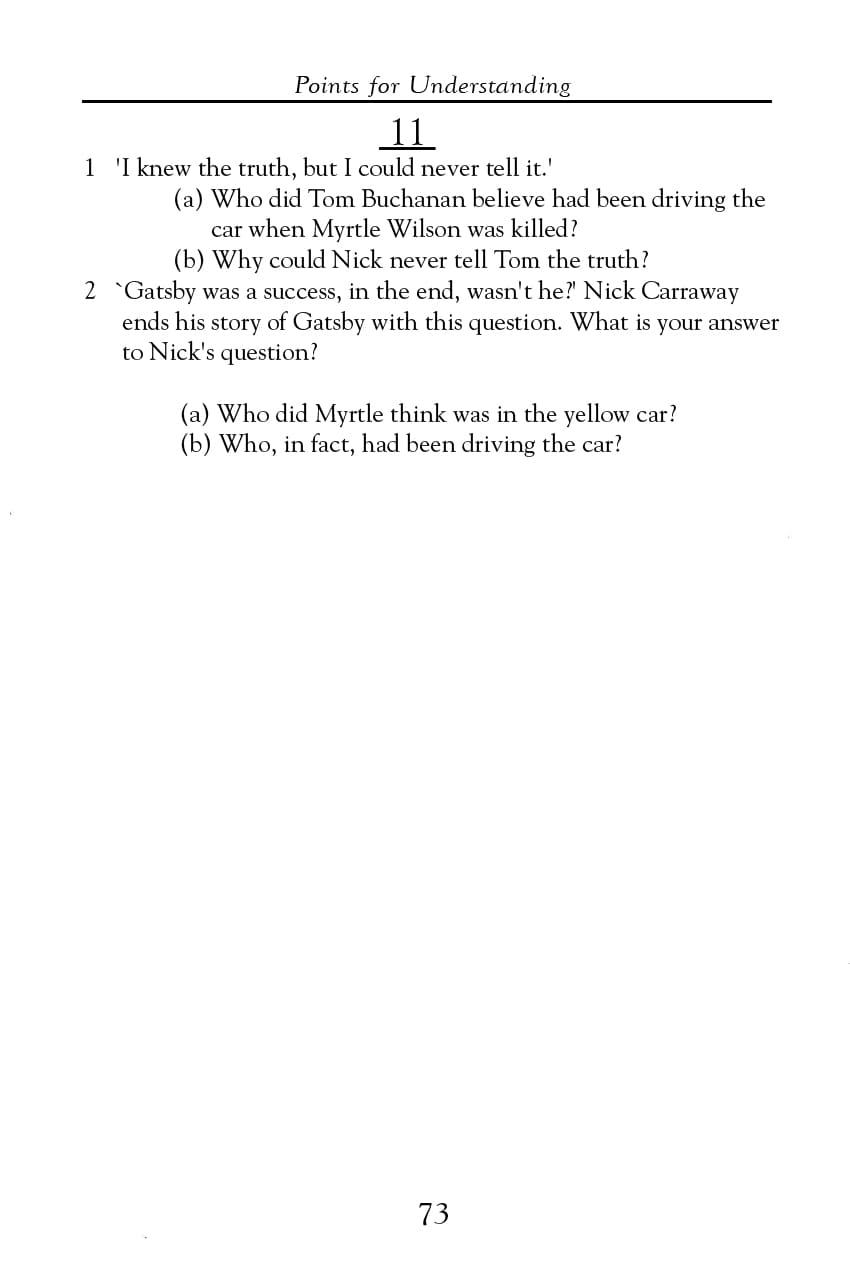 Points for Understanding
11
1 'I knew the truth, but I could never tell it.'
(a) Who did Tom Buchanan believe had been driving the
car when Myrtle Wilson was killed?
(b) Why could Nick never tell Tom the truth?
2 `Gatsby was a success, in the end, wasn't he?' Nick Carraway
ends his story of Gatsby with this question. What is your answer
to Nick's question?
(a) Who did Myrtle think was in the yellow car?
(b) Who, in fact, had been driving the car?
73